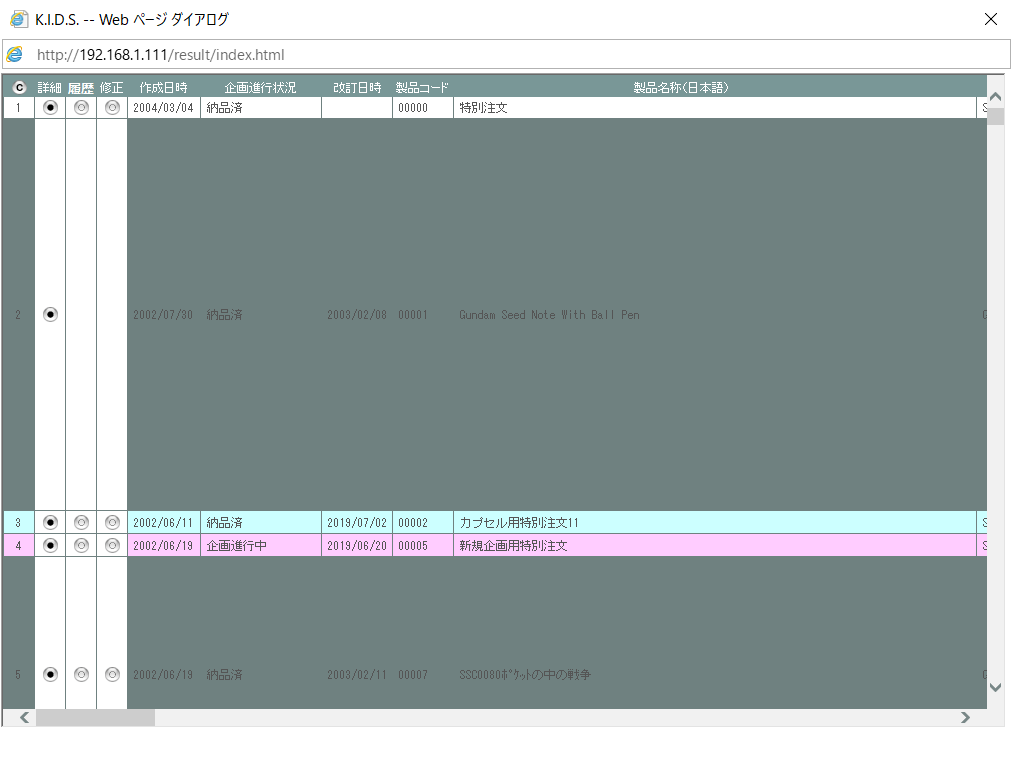 K.I.D.S. -- Web ページ ダイアログ
http://192.168.1.111/result/index.html
C 詳細 履歴 修正 作成日時 企画進行状況 改訂日時 製品コード 製品名称(日本語)
1 2004/03/04 納品済 00000 特別注文 S
2 2002/07/30 納品済 2003/02/08 00001 Gundam Seed Note With Ball Pen
3 2002/06/11 納品済 2019/07/02 00002 カプセル用特別注文11 S
4 2002/06/19 企画進行中 2019/06/20 00005 新規企画用特別注文 S
5 2002/06/19 納品済 2003/02/11 00007 SSC0080ﾎﾟｹｯﾄの中の戦争